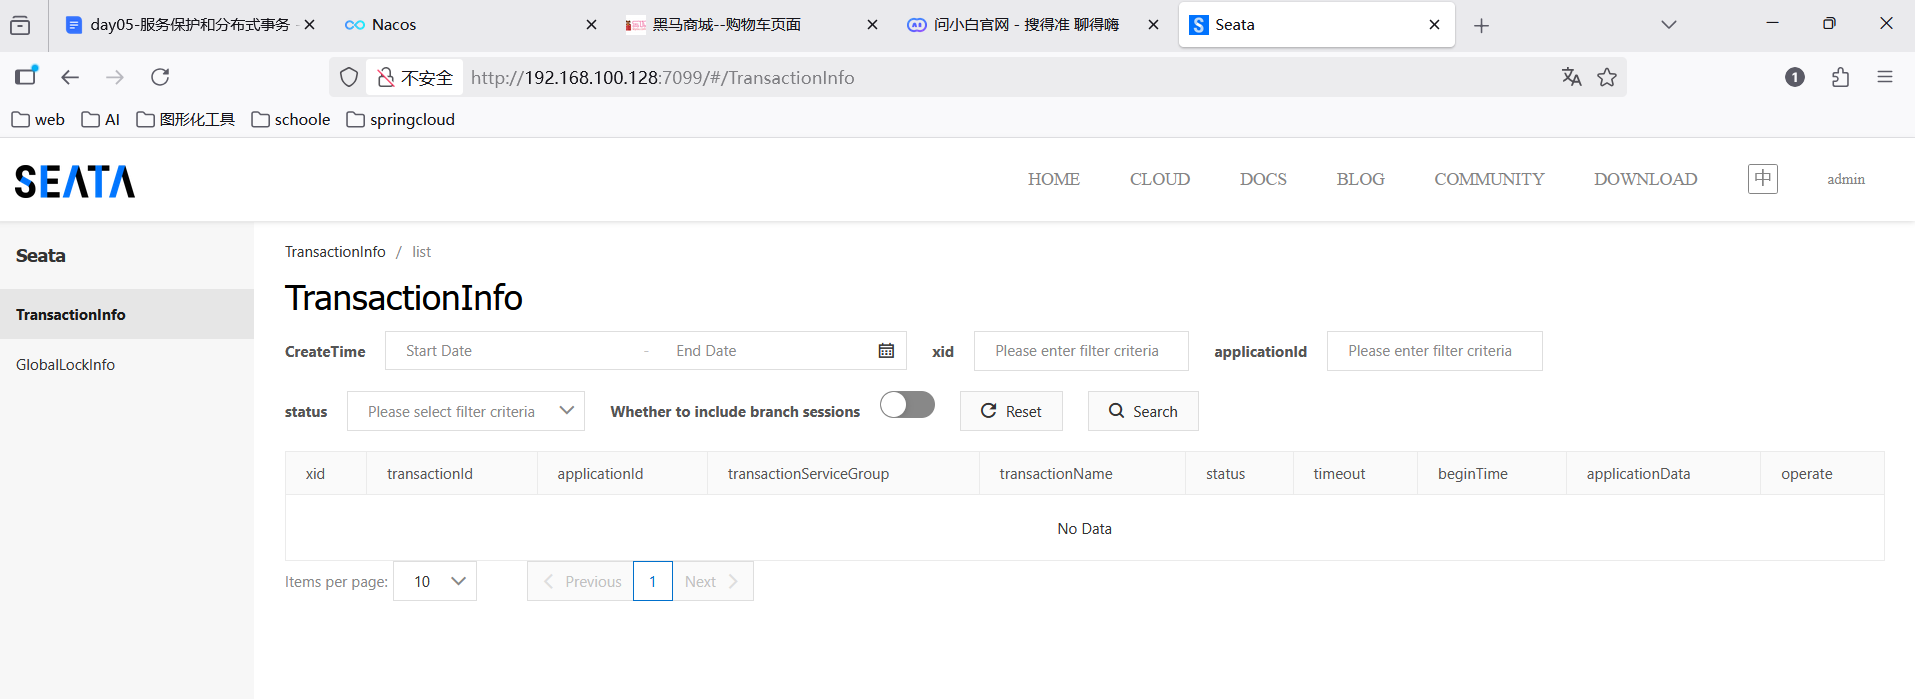 day05-服务保护和分布式事务 -
Nacos
黑马商城--购物车页面
问小白官网 - 搜得准 聊得嗨
Seata
不安全 http://192.168.100.128:7099/#/TransactionInfo
1
web AI 图形化工具 schoole springcloud
SEATA
HOME CLOUD DOCS BLOG COMMUNITY DOWNLOAD 中 admin
Seata
TransactionInfo
GlobalLockInfo
TransactionInfo / list
TransactionInfo
CreateTime Start Date - End Date xid Please enter filter criteria applicationId Please enter filter criteria
status Please select filter criteria Whether to include branch sessions Reset Search
xid transactionId applicationId transactionServiceGroup transactionName status timeout beginTime applicationData operate
No Data
Items per page: 10 Previous 1 Next